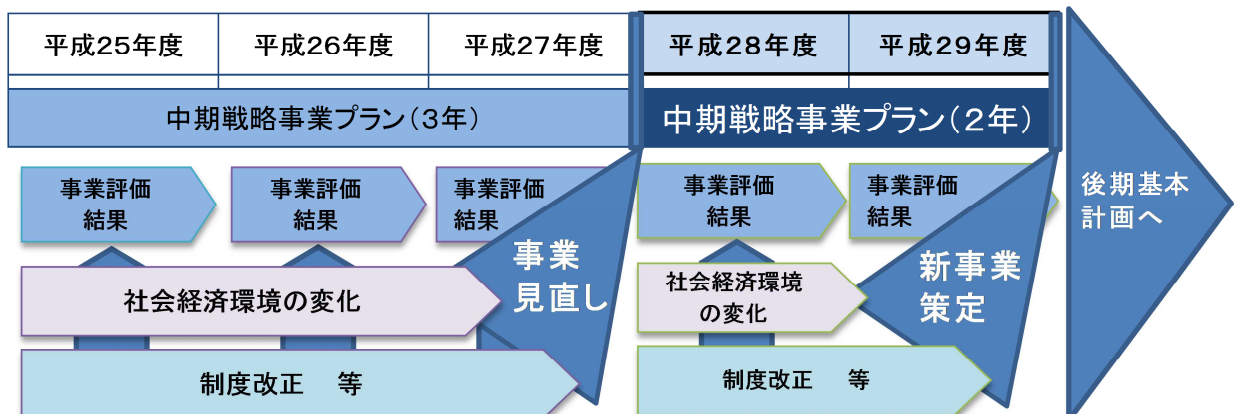 平成25年度 平成26年度 平成27年度 平成28年度 平成29年度
中期戦略事業プラン(3年) 中期戦略事業プラン(2年)
事業評価
結果
事業評価
結果
事業評価
結果
事業評価
結果
事業評価
結果
後期基本
計画へ
事業
見直し
新事業
策定
社会経済環境の変化
社会経済環境
の変化
制度改正 等
制度改正 等